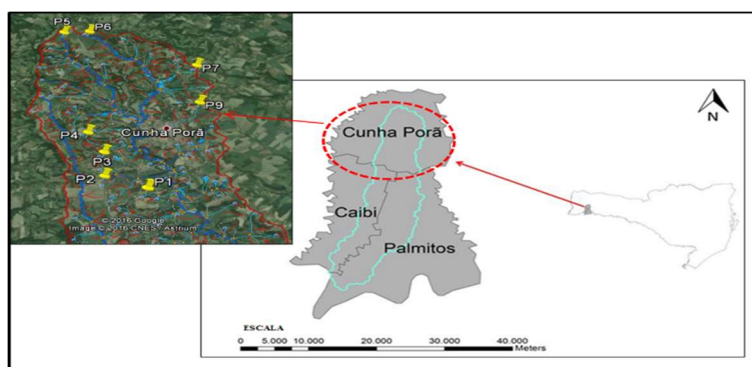 P5
P6
P7
P9
P4
Cunha Porã
P3
P2
P1
© 2016 Google
Image © 2016 CNES / Astrium
N
Cunha Porã
Caibi
Palmitos
ESCALA
0 5.000 10.000 20.000 30.000 40.000
Meters